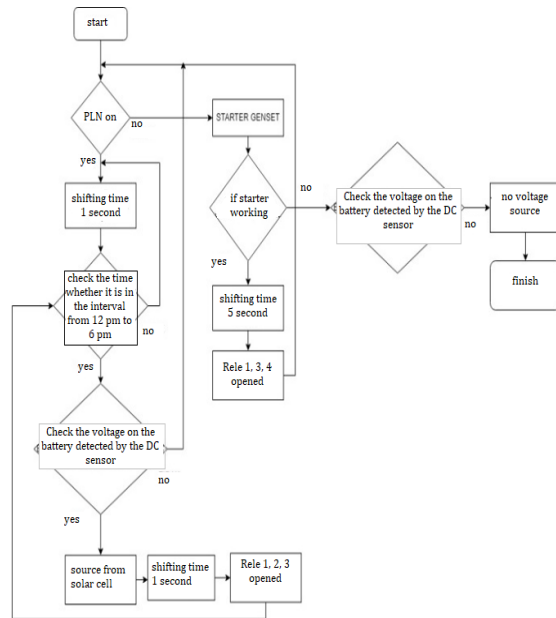 start
PLN on
no
yes
STARTER GENSET
shifting time
1 second
if starter
working
no
yes
Check the voltage on the
battery detected by the DC
sensor
no
no voltage
source
finish
check the time
whether it is in
the interval
from 12 pm to
6 pm
no
yes
shifting time
5 second
Rele 1, 3, 4
opened
Check the voltage on the
battery detected by the DC
sensor
no
yes
source from
solar cell
shifting time
1 second
Rele 1, 2, 3
opened